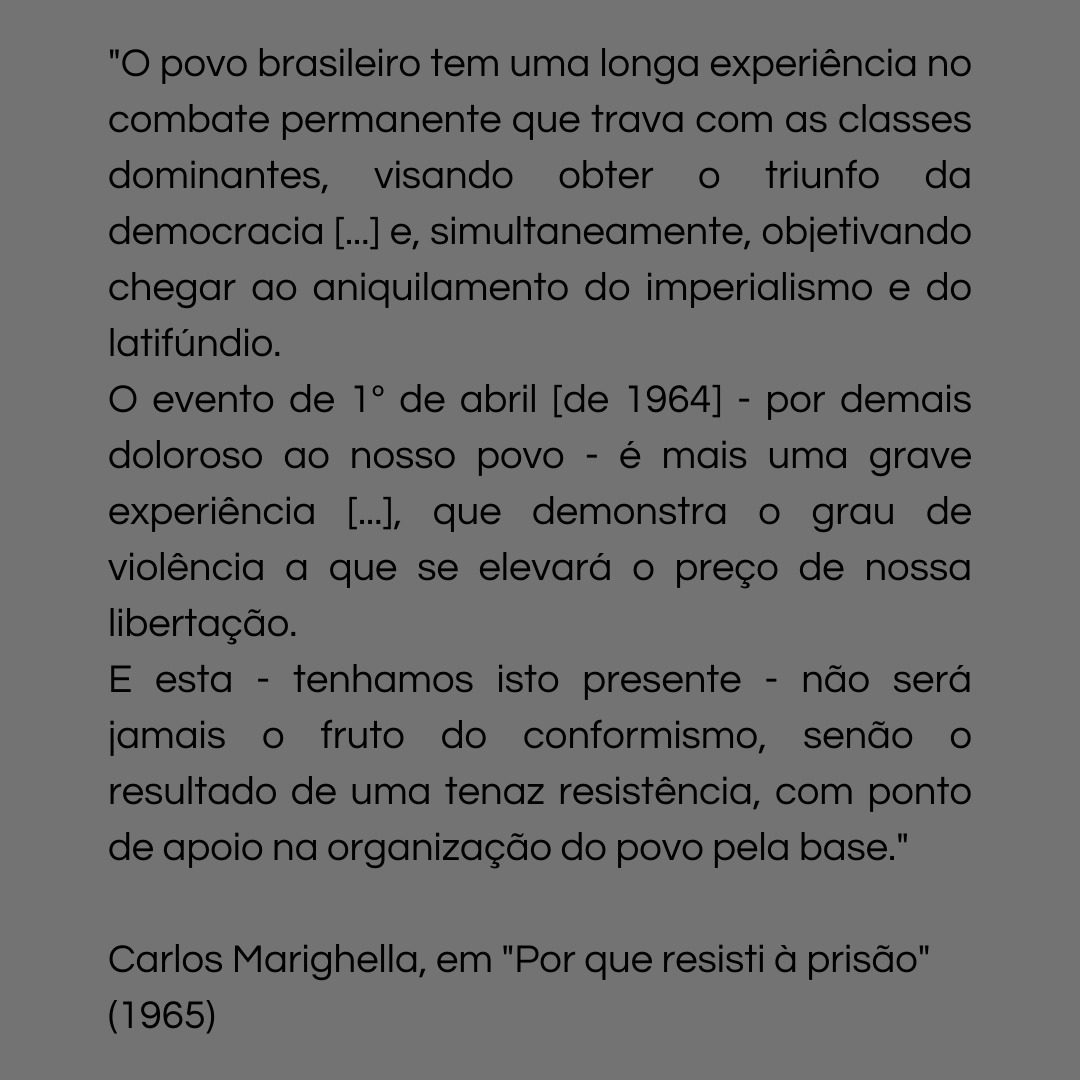 "O povo brasileiro tem uma longa experiência no
combate permanente que trava com as classes
dominantes, visando obter o triunfo da
democracia [...] e, simultaneamente, objetivando
chegar ao aniquilamento do imperialismo e do
latifúndio.
O evento de 1º de abril [de 1964] - por demais
doloroso ao nosso povo - é mais uma grave
experiência [...], que demonstra o grau de
violência a que se elevará o preço de nossa
libertação.
E esta - tenhamos isto presente - não será
jamais o fruto do conformismo, senão o
resultado de uma tenaz resistência, com ponto
de apoio na organização do povo pela base."
Carlos Marighella, em "Por que resisti à prisão"
(1965)